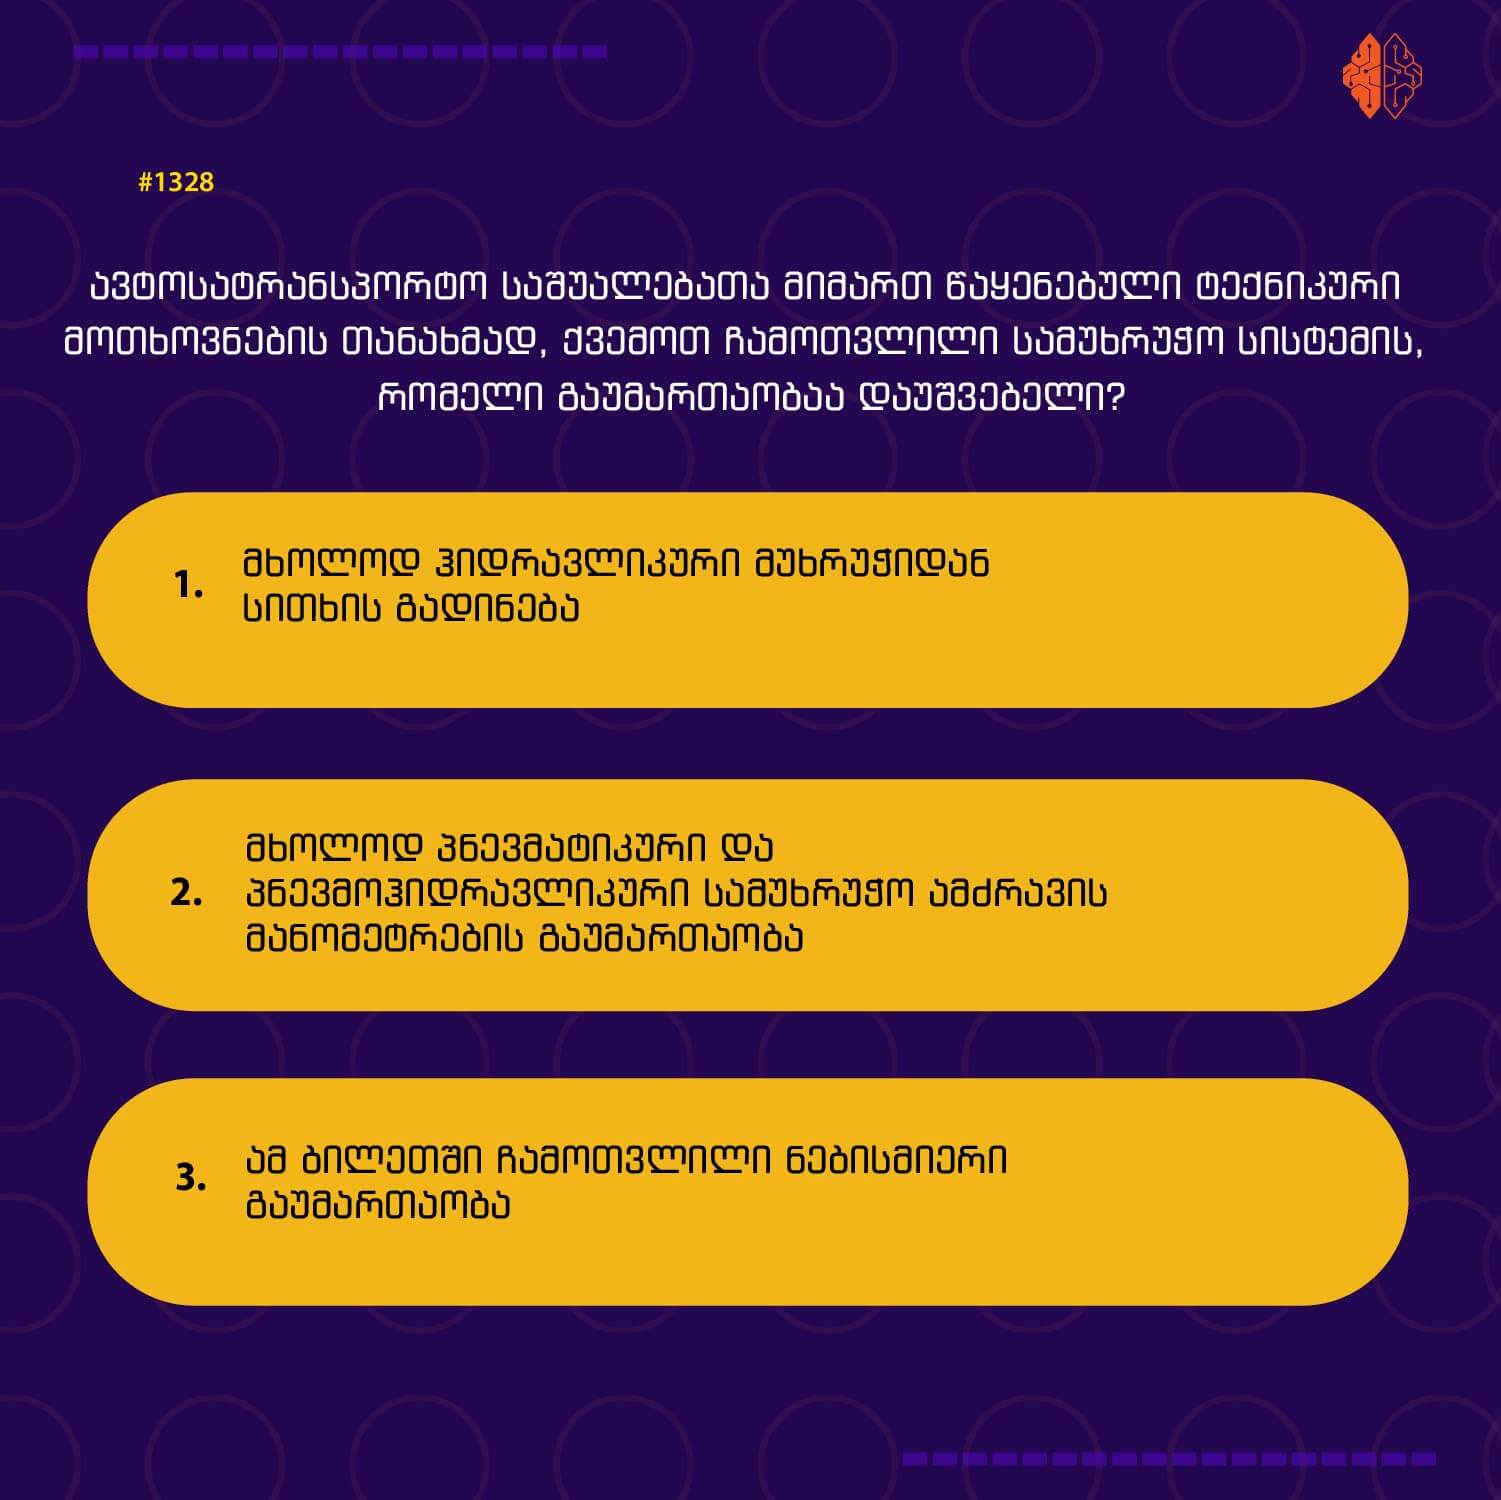 #1328
ავტოსატრანსპორტო საშუალებათა მიმართ წაყენებული ტექნიკური
მოთხოვნების თანახმად, ქვემოთ ჩამოთვლილი სამუხრუჭო სისტემის,
რომელი გაუმართაობაა დაუშვებელი?
1. მხოლოდ ჰიდრავლიკური მუხრუჭიდან
სითხის გადინება
2. მხოლოდ პნევმატიკური და
პნევმოჰიდრავლიკური სამუხრუჭო ამძრავის
მანომეტრების გაუმართაობა
3. ამ ბილეთში ჩამოთვლილი ნებისმიერი
გაუმართაობა